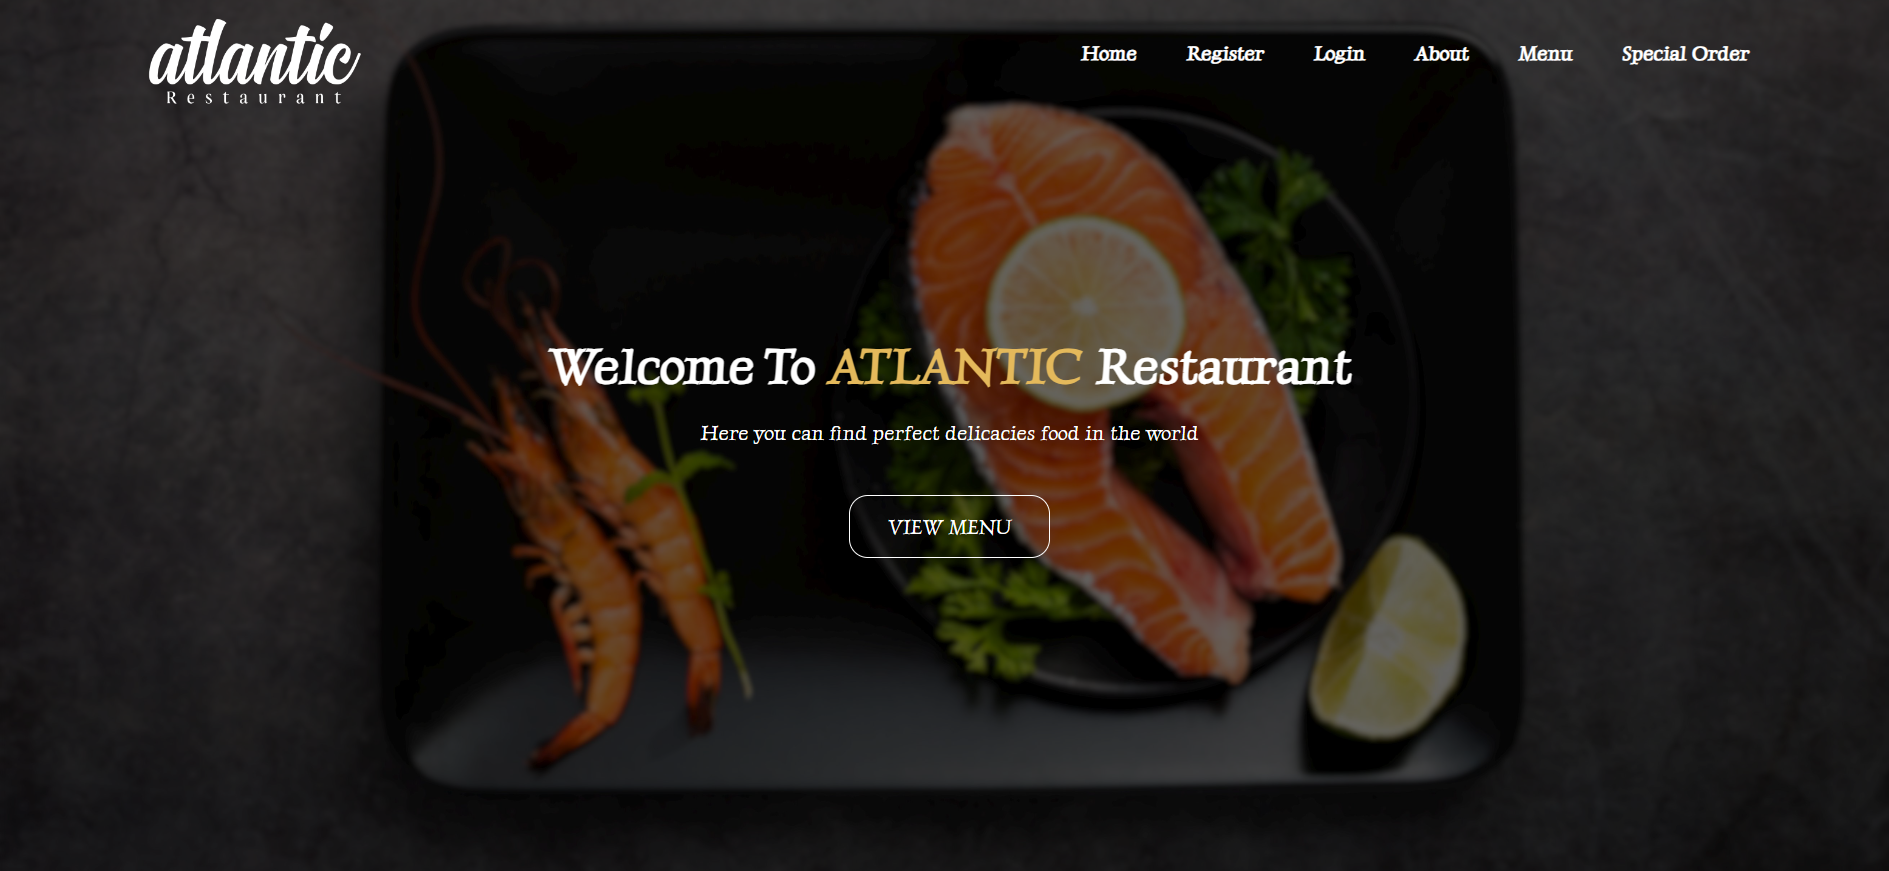 atlantic
Restaurant
Home Register Login About Menu Special Order
Welcome To ATLANTIC Restaurant
Here you can find perfect delicacies food in the world
VIEW MENU